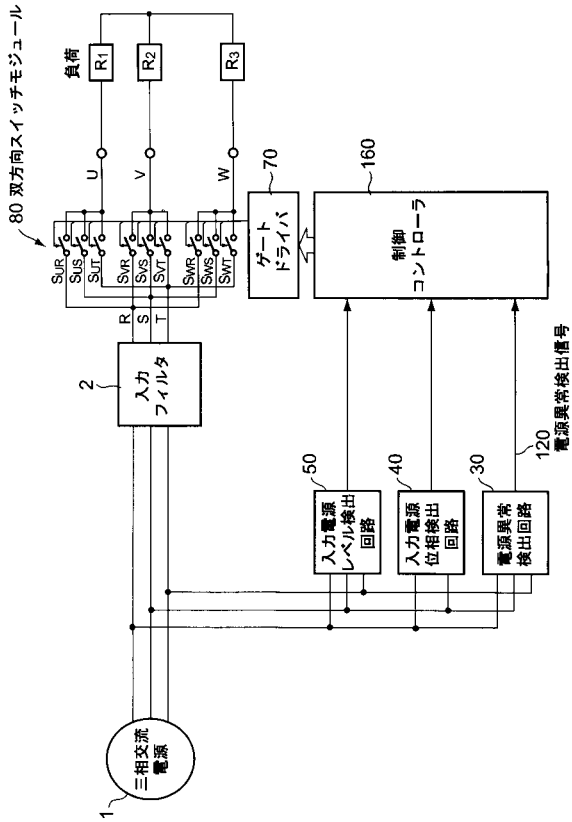 80 双方向スイッチモジュール
負荷
R1
R2
R3
U
V
W
SUR
SUS
SUT
SVR
SVS
SVT
SWR
SWS
SWT
R
S
T
2
入力
フィルタ
70
ゲート
ドライバ
160
制御
コントローラ
1
三相交流
電源
50
入力電源
レベル検出
回路
40
入力電源
位相検出
回路
30
電源異常
検出回路
120
電源異常検出信号